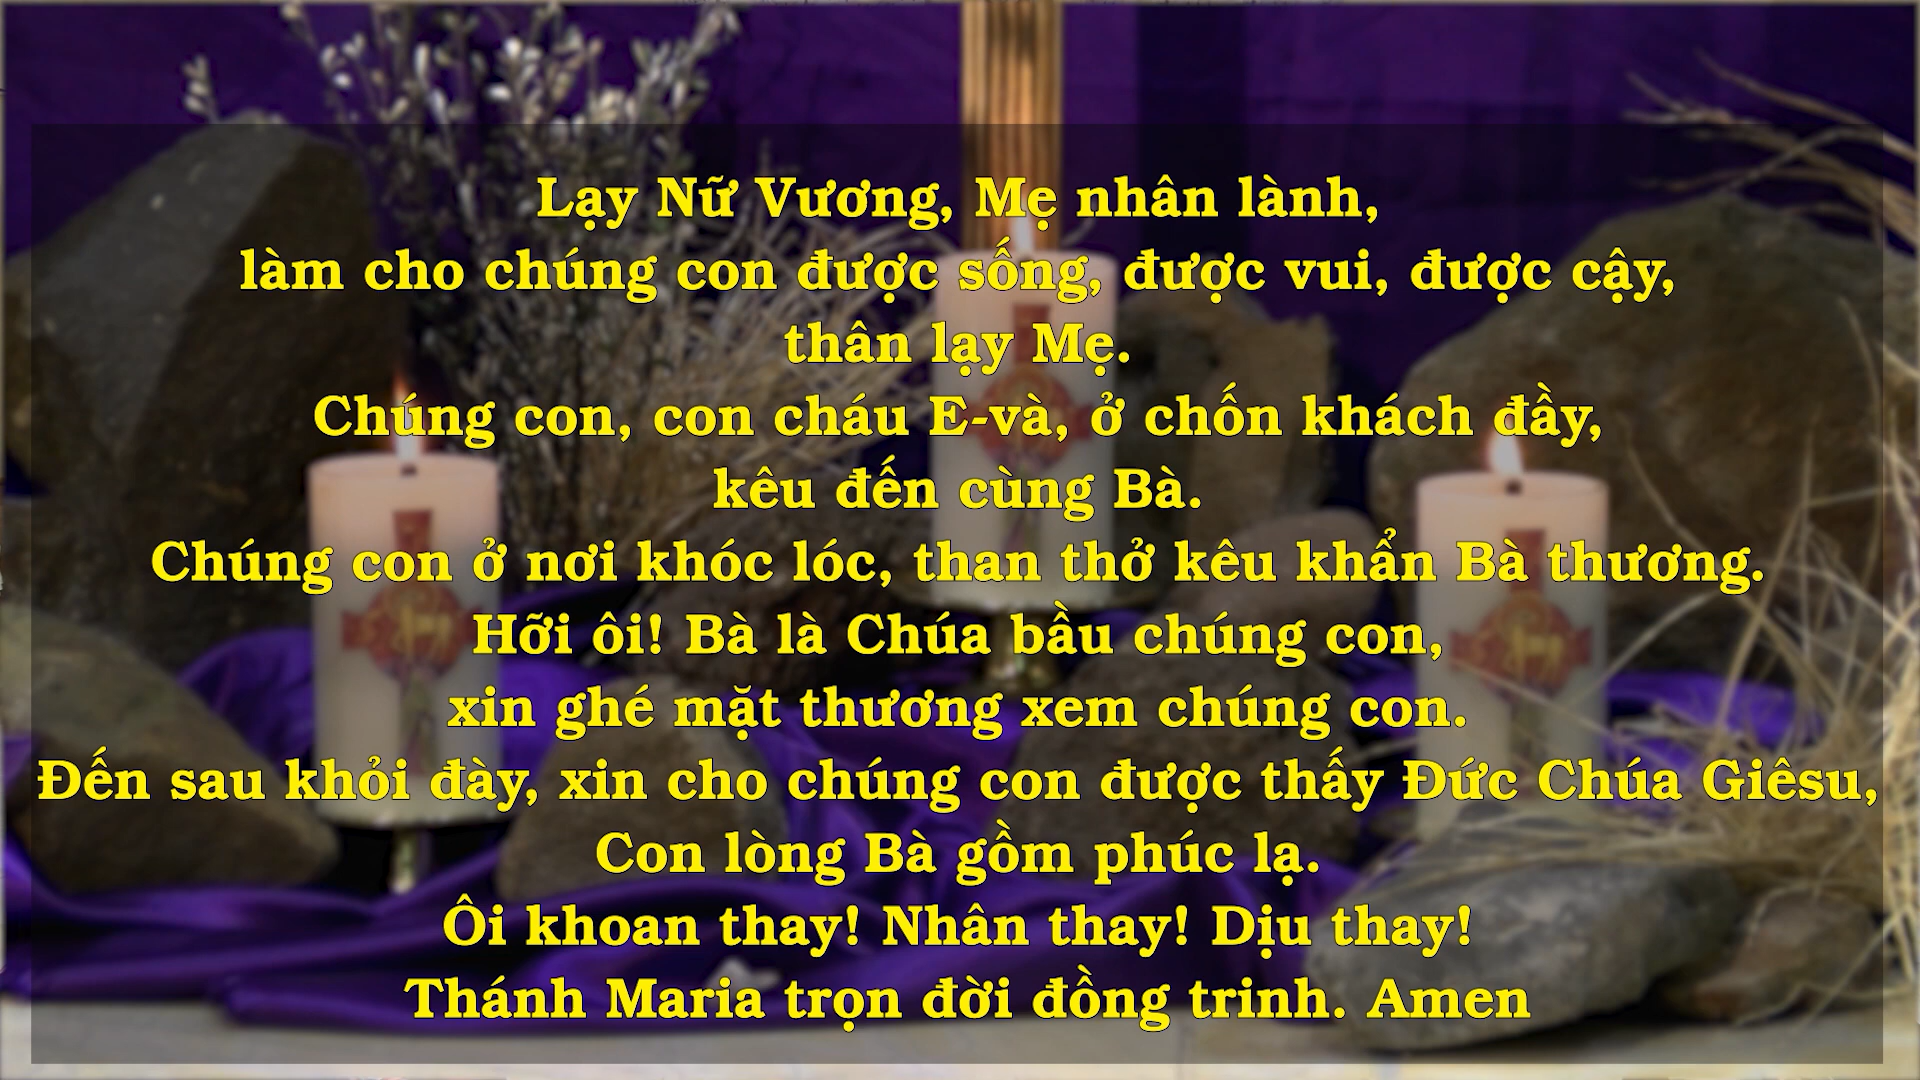 Lạy Nữ Vương, Mẹ nhân lành,
làm cho chúng con được sống, được vui, được cậy,
thân lạy Mẹ.
Chúng con, con cháu E-và, ở chốn khách đầy,
kêu đến cùng Bà.
Chúng con ở nơi khóc lóc, than thở kêu khẩn Bà thương.
Hỡi ôi! Bà là Chúa bầu chúng con,
xin ghé mặt thương xem chúng con.
Đến sau khỏi đày, xin cho chúng con được thấy Đức Chúa Giêsu,
Con lòng Bà gồm phúc lạ.
Ôi khoan thay! Nhân thay! Dịu thay!
Thánh Maria trọn đời đồng trinh. Amen